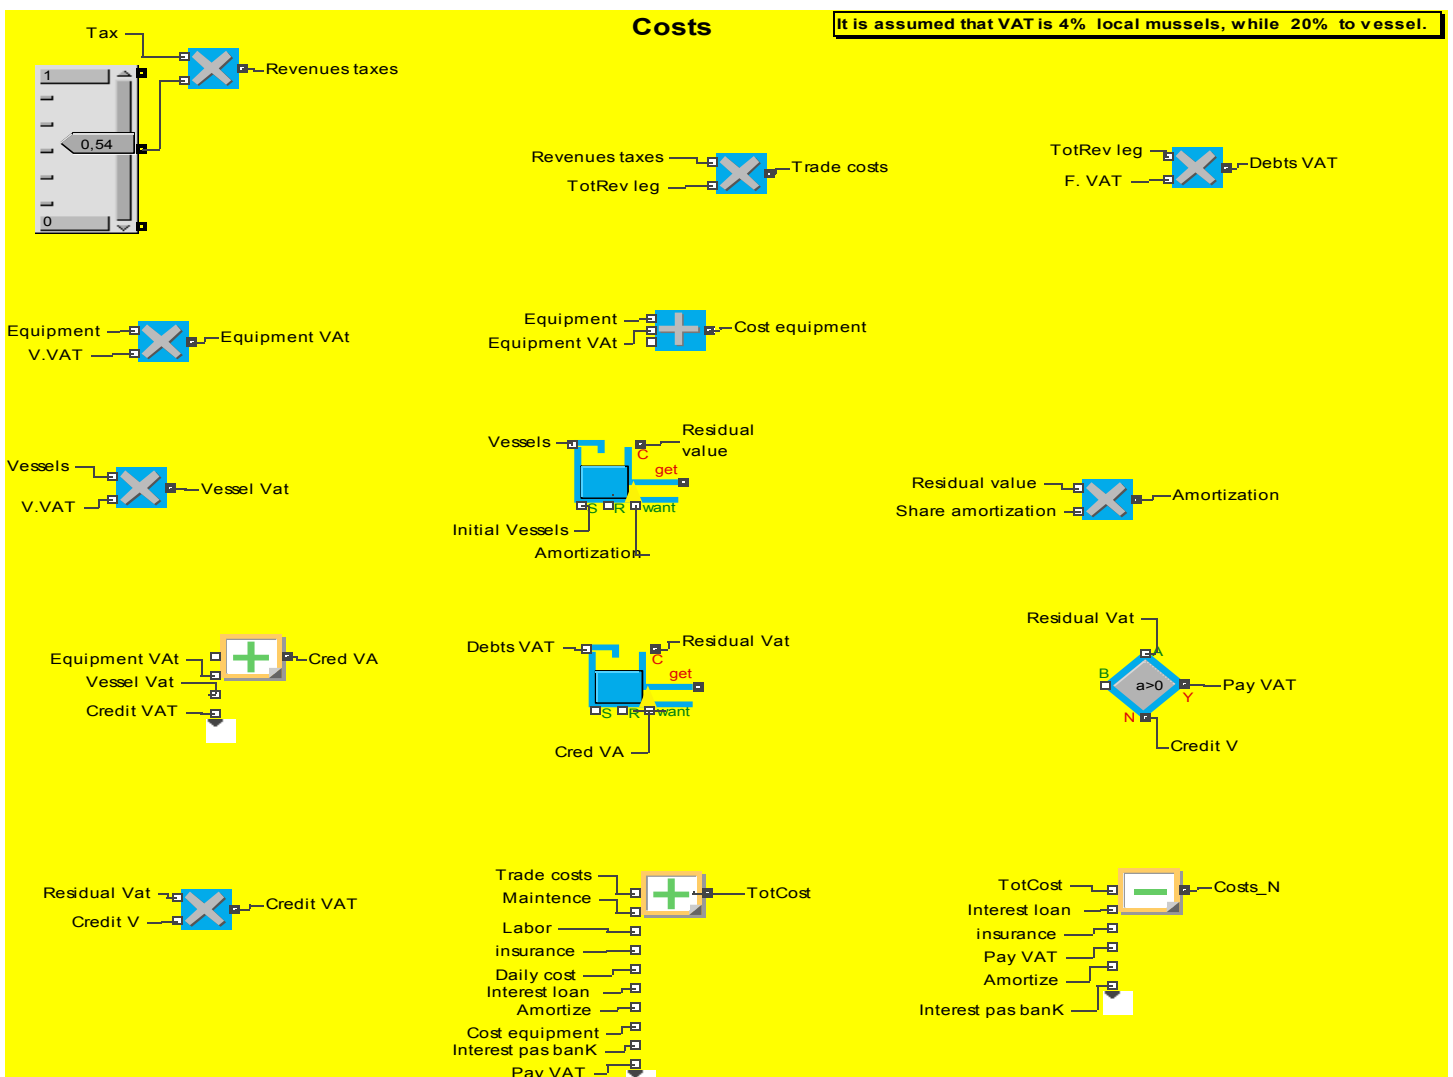 Costs
It is assumed that VAT is 4% local mussels, while 20% to vessel.
Tax
Revenues taxes
1
0,54
0
Revenues taxes
TotRev leg
Trade costs
TotRev leg
F. VAT
Debts VAT
Equipment
V.VAT
Equipment VAt
Equipment
Equipment VAt
Cost equipment
Vessels
V.VAT
Vessel Vat
Vessels
Residual
value
C
get
S
R
want
Initial Vessels
Amortization
Residual value
Share amortization
Amortization
Equipment VAt
Vessel Vat
Credit VAT
Cred VA
Debts VAT
Residual Vat
C
get
S
R
want
Cred VA
Residual Vat
A
B
a>0
Y
N
Pay VAT
Credit V
Residual Vat
Credit V
Credit VAT
Trade costs
Maintence
Labor
insurance
Daily cost
Interest loan
Amortize
Cost equipment
Interest pas banK
Pay VAT
TotCost
TotCost
Interest loan
insurance
Pay VAT
Amortize
Interest pas banK
Costs_N